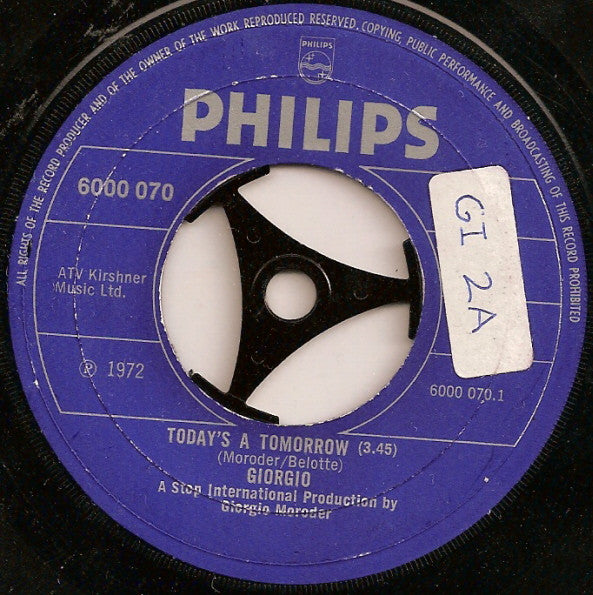 ALL RIGHTS OF THE RECORD PRODUCER AND OF THE OWNER OF THE WORK REPRODUCED RESERVED. COPYING, PUBLIC PERFORMANCE AND BROADCASTING OF THIS RECORD PROHIBITED
PHILIPS
PHILIPS
6000 070
GI 2A
ATV Kirshner
Music Ltd.
℗ 1972
6000 070.1
TODAY'S A TOMORROW (3.45)
(Moroder/Belotte)
GIORGIO
A Stop International Production by
Giorgio Moroder